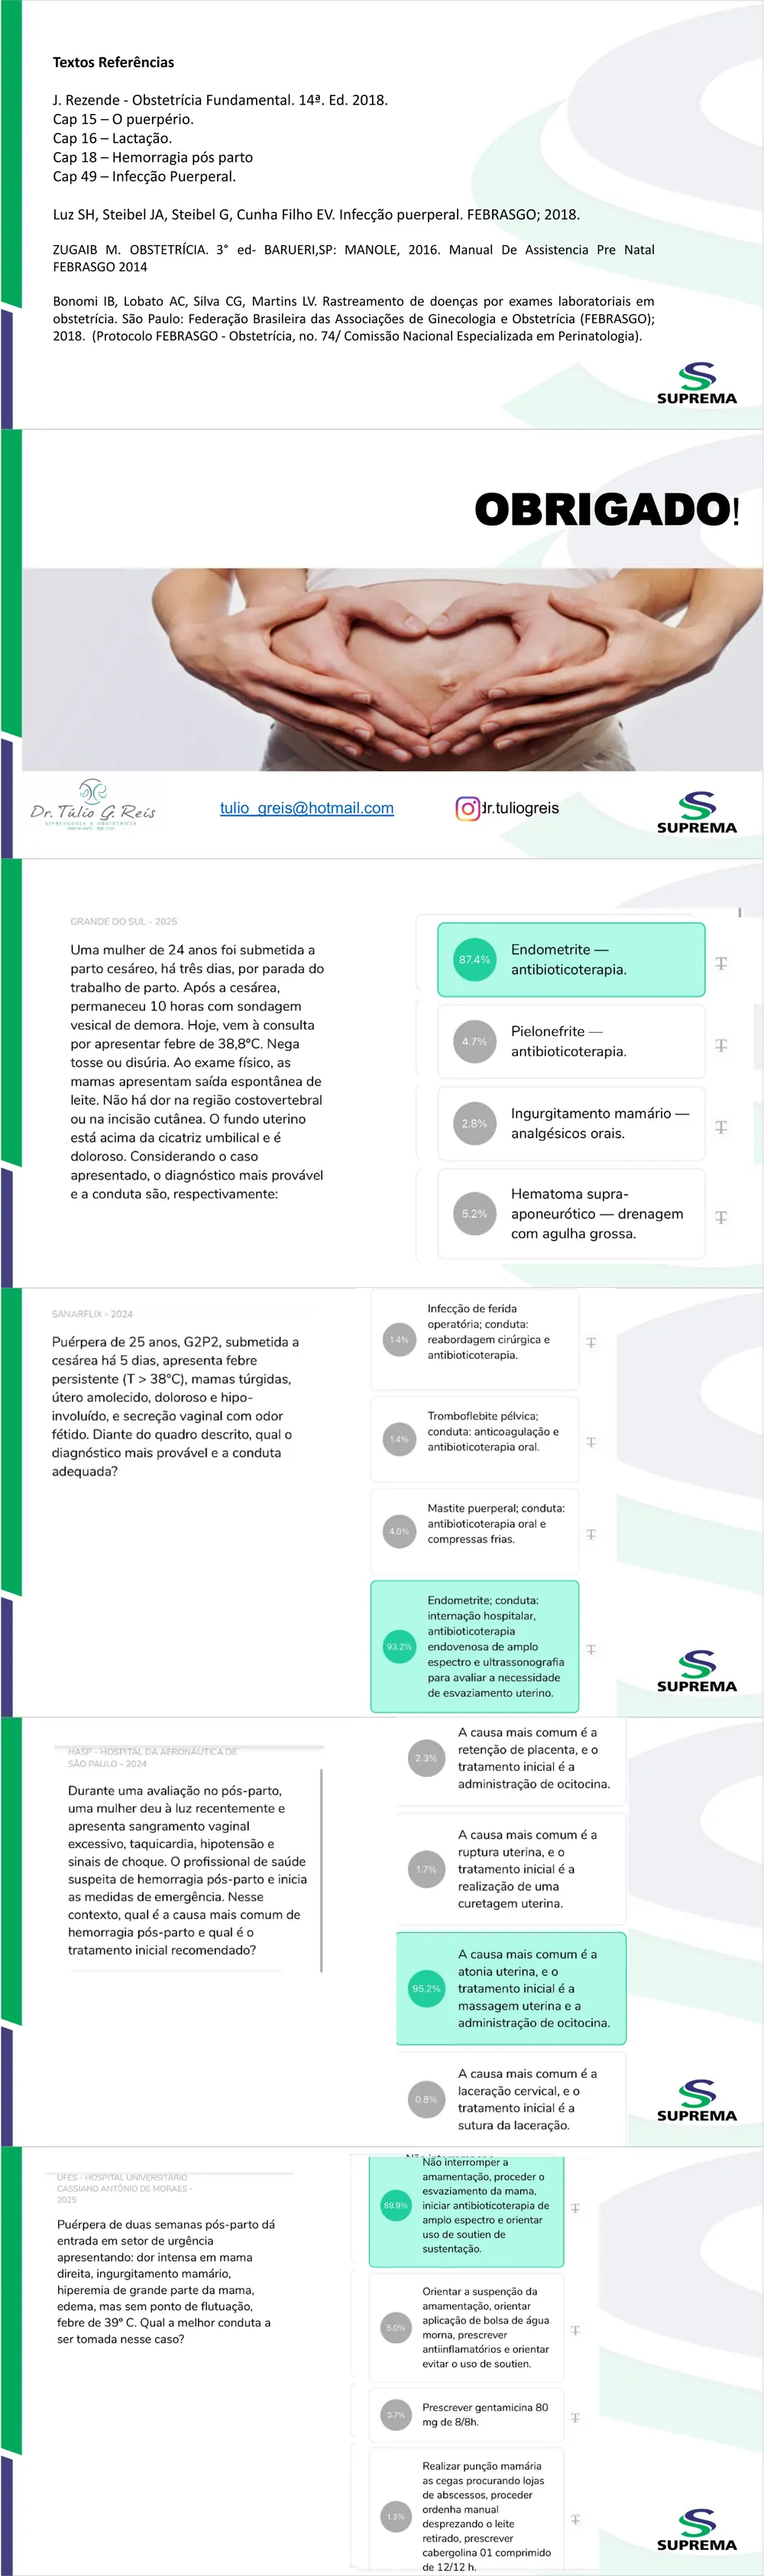 Textos Referências
J. Rezende - Obstetrícia Fundamental. 14ª. Ed. 2018.
Cap 15 – O puerpério.
Cap 16 – Lactação.
Cap 18 – Hemorragia pós parto
Cap 49 – Infecção Puerperal.
Luz SH, Steibel JA, Steibel G, Cunha Filho EV. Infecção puerperal. FEBRASGO; 2018.
ZUGAIB M. OBSTETRÍCIA. 3° ed- BARUERI,SP: MANOLE, 2016. Manual De Assistencia Pre Natal
FEBRASGO 2014
Bonomi IB, Lobato AC, Silva CG, Martins LV. Rastreamento de doenças por exames laboratoriais em
obstetrícia. São Paulo: Federação Brasileira das Associações de Ginecologia e Obstetrícia (FEBRASGO);
2018. (Protocolo FEBRASGO - Obstetrícia, no. 74/ Comissão Nacional Especializada em Perinatologia).
SUPREMA
OBRIGADO!
Dr. Túlio G. Reis
GINECOLOGIA & OBSTETRÍCIA
tulio_greis@hotmail.com
dr.tuliogreis
SUPREMA
GRANDE DO SUL - 2025
Uma mulher de 24 anos foi submetida a
parto cesáreo, há três dias, por parada do
trabalho de parto. Após a cesárea,
permaneceu 10 horas com sondagem
vesical de demora. Hoje, vem à consulta
por apresentar febre de 38,8°C. Nega
tosse ou disúria. Ao exame físico, as
mamas apresentam saída espontânea de
leite. Não há dor na região costovertebral
ou na incisão cutânea. O fundo uterino
está acima da cicatriz umbilical e é
doloroso. Considerando o caso
apresentado, o diagnóstico mais provável
e a conduta são, respectivamente:
87.4%
Endometrite —
antibioticoterapia.
4.7%
Pielonefrite —
antibioticoterapia.
2.8%
Ingurgitamento mamário —
analgésicos orais.
5.2%
Hematoma supra-
aponeurótico — drenagem
com agulha grossa.
SANARFLIX - 2024
Puérpera de 25 anos, G2P2, submetida a
cesárea há 5 dias, apresenta febre
persistente (T > 38°C), mamas túrgidas,
útero amolecido, doloroso e hipo-
involuído, e secreção vaginal com odor
fétido. Diante do quadro descrito, qual o
diagnóstico mais provável e a conduta
adequada?
1.4%
Infecção de ferida
operatória; conduta:
reabordagem cirúrgica e
antibioticoterapia.
1.4%
Tromboflebite pélvica;
conduta: anticoagulação e
antibioticoterapia oral.
4.0%
Mastite puerperal; conduta:
antibioticoterapia oral e
compressas frias.
93.2%
Endometrite; conduta:
internação hospitalar,
antibioticoterapia
endovenosa de amplo
espectro e ultrassonografia
para avaliar a necessidade
de esvaziamento uterino.
SUPREMA
HASP - HOSPITAL DA AERONÁUTICA DE
SÃO PAULO - 2024
Durante uma avaliação no pós-parto,
uma mulher deu à luz recentemente e
apresenta sangramento vaginal
excessivo, taquicardia, hipotensão e
sinais de choque. O profissional de saúde
suspeita de hemorragia pós-parto e inicia
as medidas de emergência. Nesse
contexto, qual é a causa mais comum de
hemorragia pós-parto e qual é o
tratamento inicial recomendado?
2.3%
A causa mais comum é a
retenção de placenta, e o
tratamento inicial é a
administração de ocitocina.
1.7%
A causa mais comum é a
ruptura uterina, e o
tratamento inicial é a
realização de uma
curetagem uterina.
95.2%
A causa mais comum é a
atonia uterina, e o
tratamento inicial é a
massagem uterina e a
administração de ocitocina.
0.8%
A causa mais comum é a
laceração cervical, e o
tratamento inicial é a
sutura da laceração.
SUPREMA
UFES - HOSPITAL UNIVERSITÁRIO
CASSIANO ANTÔNIO DE MORAES -
2025
Puérpera de duas semanas pós-parto dá
entrada em setor de urgência
apresentando: dor intensa em mama
direita, ingurgitamento mamário,
hiperemia de grande parte da mama,
edema, mas sem ponto de flutuação,
febre de 39° C. Qual a melhor conduta a
ser tomada nesse caso?
89.9%
Não interromper a
amamentação, proceder o
esvaziamento da mama,
iniciar antibioticoterapia de
amplo espectro e orientar
uso de soutien de
sustentação.
5.0%
Orientar a suspenção da
amamentação, orientar
aplicação de bolsa de água
morna, prescrever
antiinflamatórios e orientar
evitar o uso de soutien.
3.7%
Prescrever gentamicina 80
mg de 8/8h.
1.3%
Realizar punção mamária
as cegas procurando lojas
de abscessos, proceder
ordenha manual
desprezando o leite
retirado, prescrever
cabergolina 01 comprimido
de 12/12 h.
SUPREMA